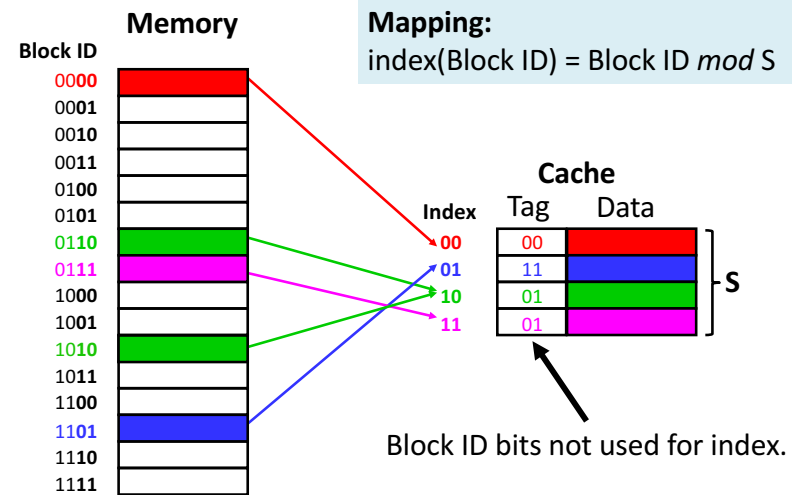 Memory
Mapping:
index(Block ID) = Block ID mod S
Block ID
0000
0001
0010
0011
0100
0101
0110
0111
1000
1001
1010
1011
1100
1101
1110
1111
Cache
Index Tag Data
00 00
01 11
10 01
11 01
S
Block ID bits not used for index.